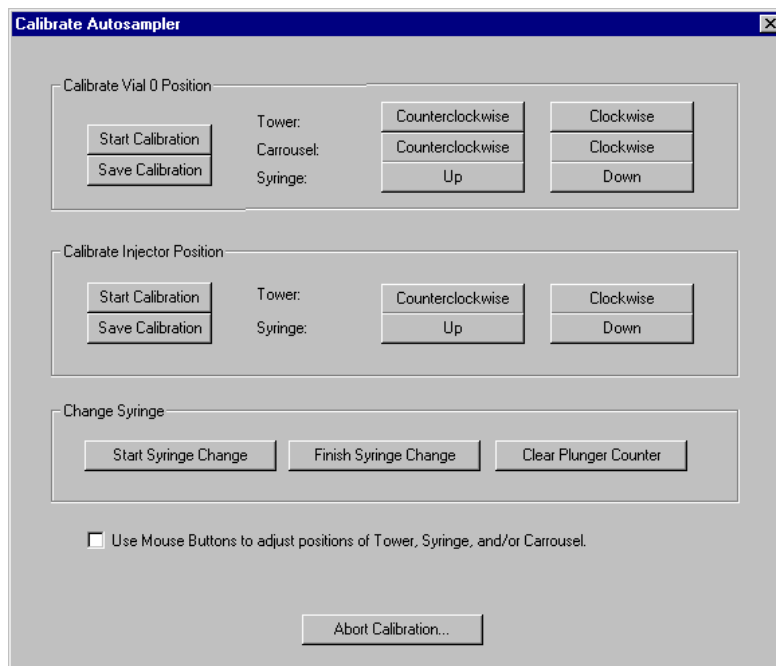 Calibrate Autosampler
Calibrate Vial 0 Position
Start Calibration
Save Calibration
Tower:
Counterclockwise
Clockwise
Carrousel:
Counterclockwise
Clockwise
Syringe:
Up
Down
Calibrate Injector Position
Start Calibration
Save Calibration
Tower:
Counterclockwise
Clockwise
Syringe:
Up
Down
Change Syringe
Start Syringe Change
Finish Syringe Change
Clear Plunger Counter
Use Mouse Buttons to adjust positions of Tower, Syringe, and/or Carrousel.
Abort Calibration...